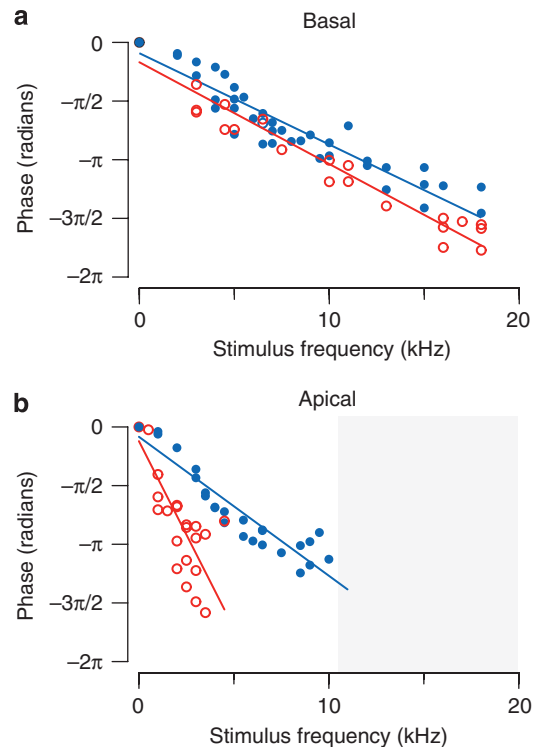 a
Basal
0
−π/2
−π
−3π/2
−2π
Phase (radians)
0
10
20
Stimulus frequency (kHz)
b
Apical
0
−π/2
−π
−3π/2
−2π
Phase (radians)
0
10
20
Stimulus frequency (kHz)